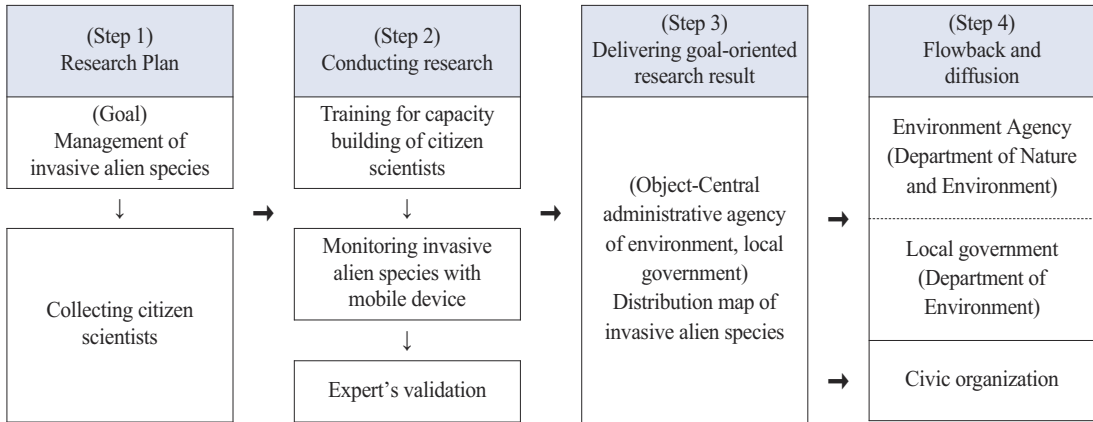 (Step 1)
Research Plan
(Goal)
Management of
invasive alien species
↓
Collecting citizen
scientists
→
(Step 2)
Conducting research
Training for capacity
building of citizen
scientists
↓
Monitoring invasive
alien species with
mobile device
↓
Expert’s validation
→
(Step 3)
Delivering goal-oriented
research result
(Object-Central
administrative agency
of environment, local
government)
Distribution map of
invasive alien species
→
→
(Step 4)
Flowback and
diffusion
Environment Agency
(Department of Nature
and Environment)
Local government
(Department of
Environment)
Civic organization